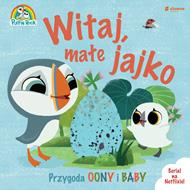 Puffin Rock
Witaj,
małe jajko
Przygoda OONY i BABY
Serial
na
Netflixie!